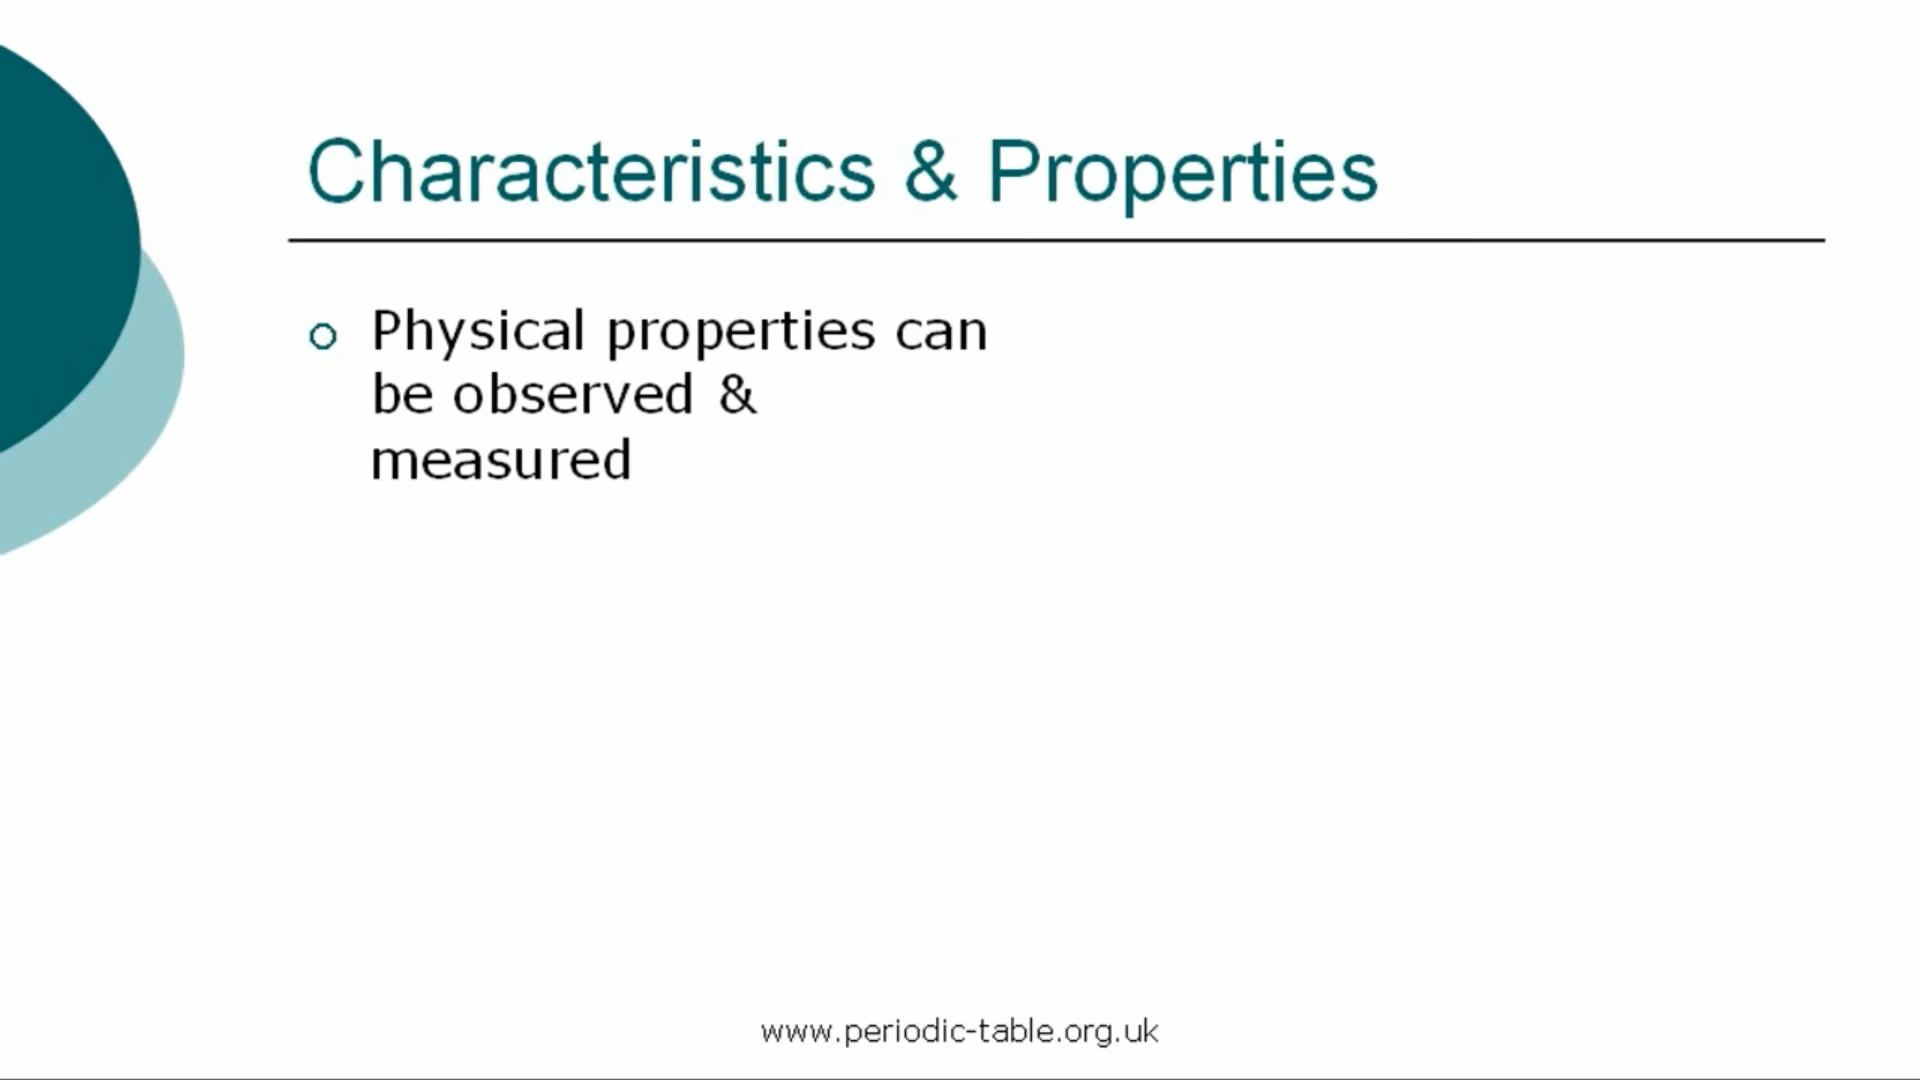 Characteristics & Properties
Physical properties can
be observed &
measured
www.periodic-table.org.uk